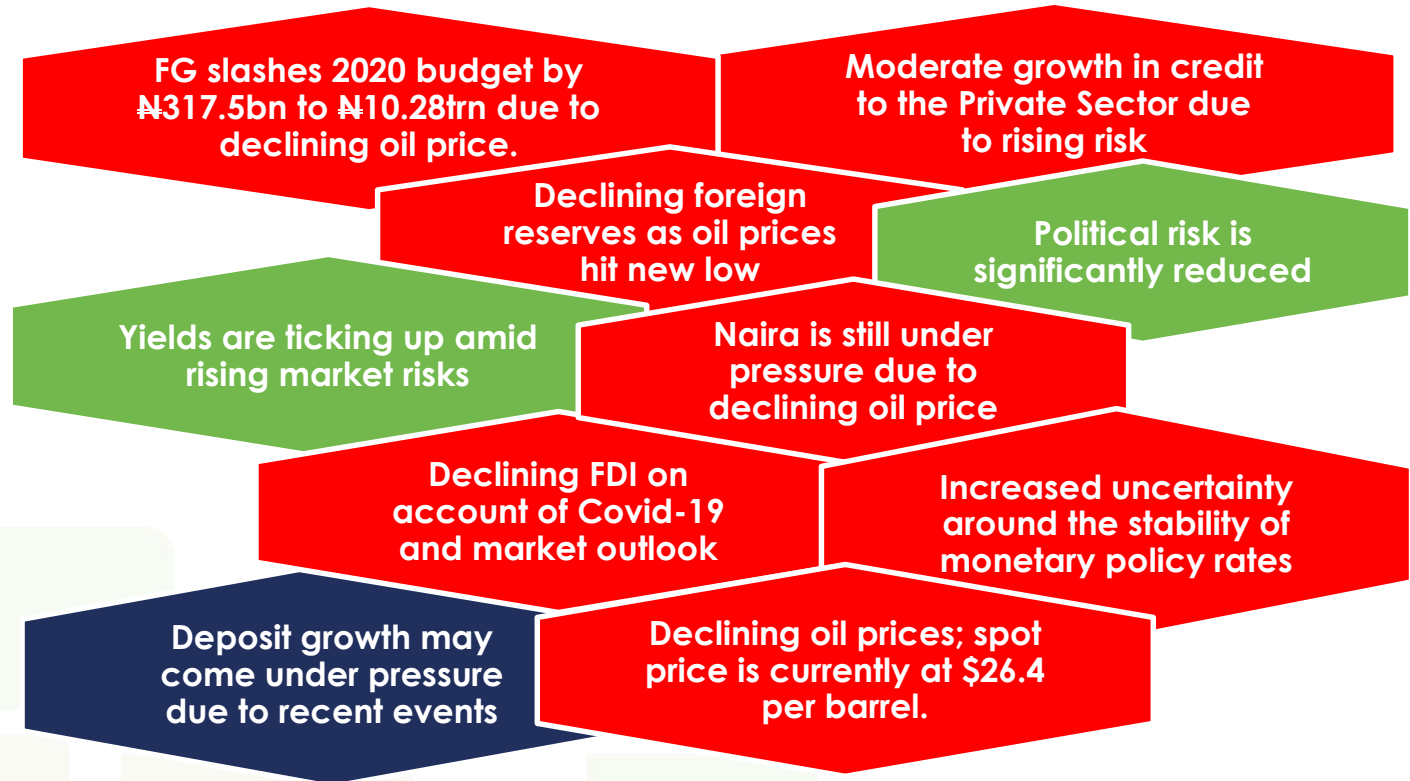 FG slashes 2020 budget by
₦317.5bn to ₦10.28trn due to
declining oil price.
Moderate growth in credit
to the Private Sector due
to rising risk
Declining foreign
reserves as oil prices
hit new low
Political risk is
significantly reduced
Yields are ticking up amid
rising market risks
Naira is still under
pressure due to
declining oil price
Declining FDI on
account of Covid-19
and market outlook
Increased uncertainty
around the stability of
monetary policy rates
Deposit growth may
come under pressure
due to recent events
Declining oil prices; spot
price is currently at $26.4
per barrel.